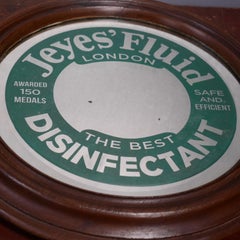 Jeyes' Fluid
LONDON
AWARDED
150
MEDALS
SAFE
AND
EFFICIENT
THE BEST
DISINFECTANT